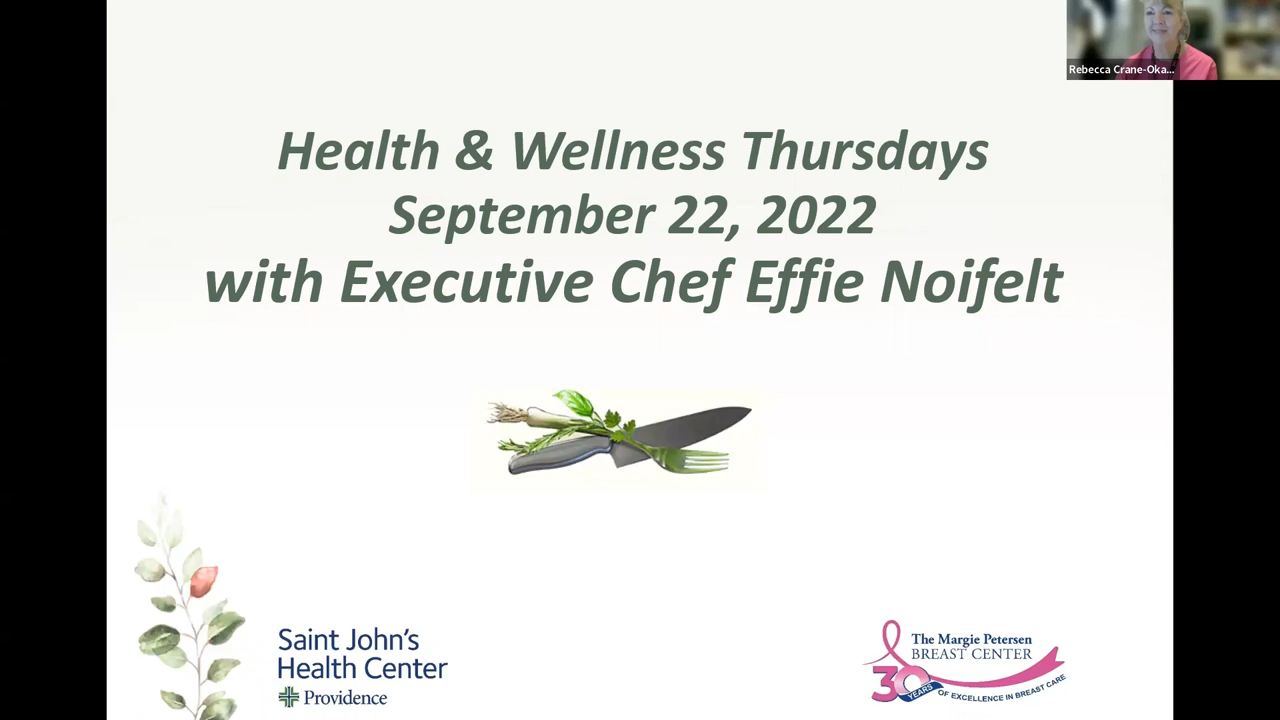 Rebecca Crane-Oka...
Health & Wellness Thursdays
September 22, 2022
with Executive Chef Effie Noifelt
Saint John's
Health Center
Providence
The Margie Petersen
BREAST CENTER
30
YEARS
OF EXCELLENCE IN BREAST CARE